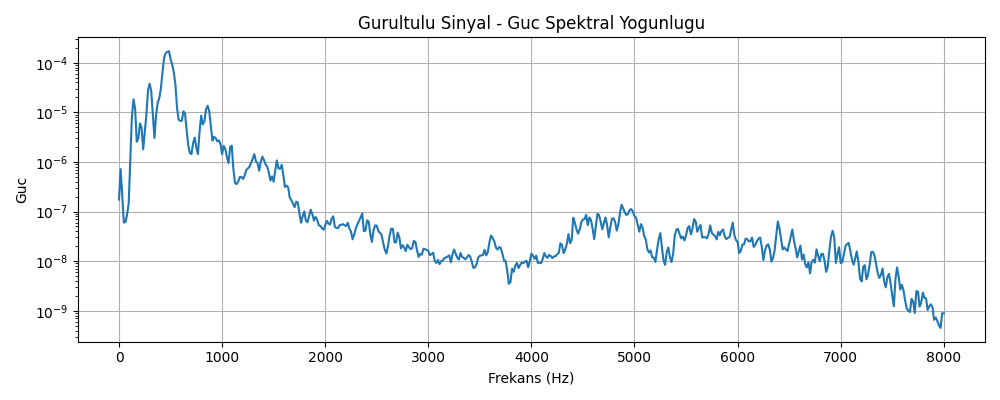 Gurultulu Sinyal - Guc Spektral Yogunlugu
Guc
10⁻⁴
10⁻⁵
10⁻⁶
10⁻⁷
10⁻⁸
10⁻⁹
0 1000 2000 3000 4000 5000 6000 7000 8000
Frekans (Hz)